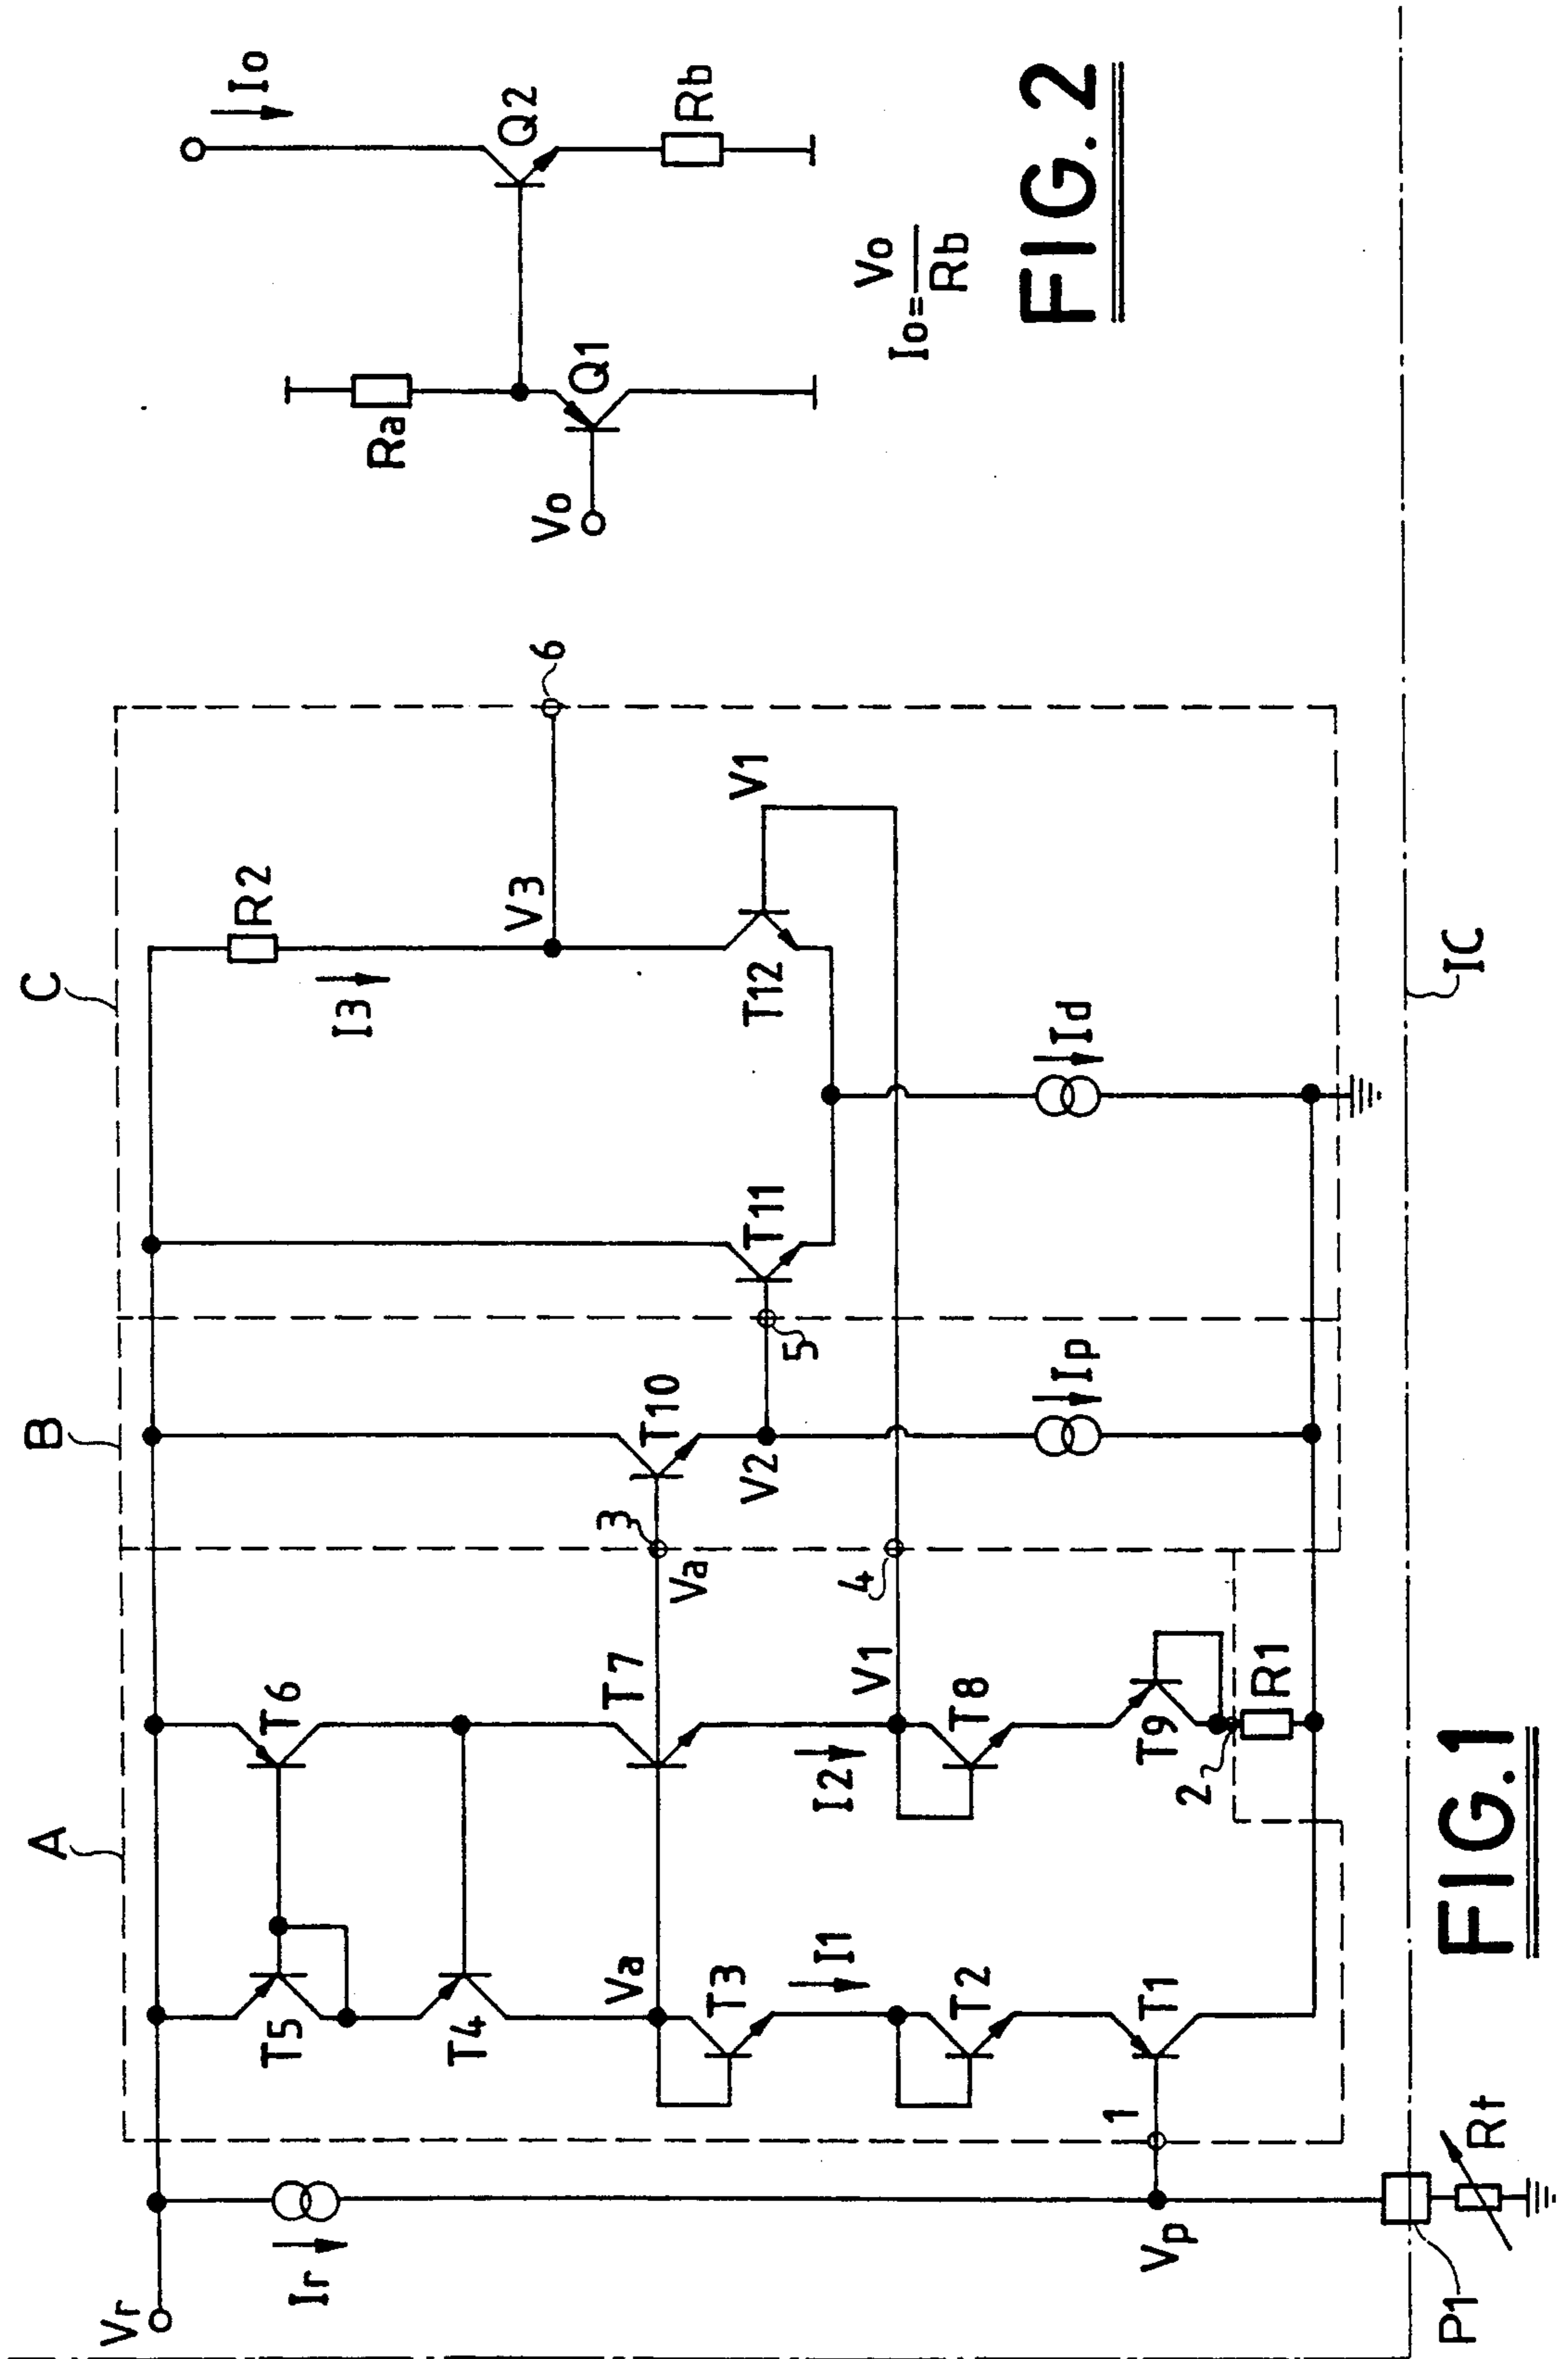 A
B
C
Vr
Ir
T5
T6
T4
Va
T7
T3
I1
I2
V1
T2
T8
T1
T9
1
2
R1
Vp
P1
Rt
3
Va
4
T10
V2
Ip
5
T11
T12
Id
R2
I3
V3
V1
6
IC
FIG.1
Vo
Ra
Q1
Q2
Io
Rb
Io=Vo/Rb
FIG.2